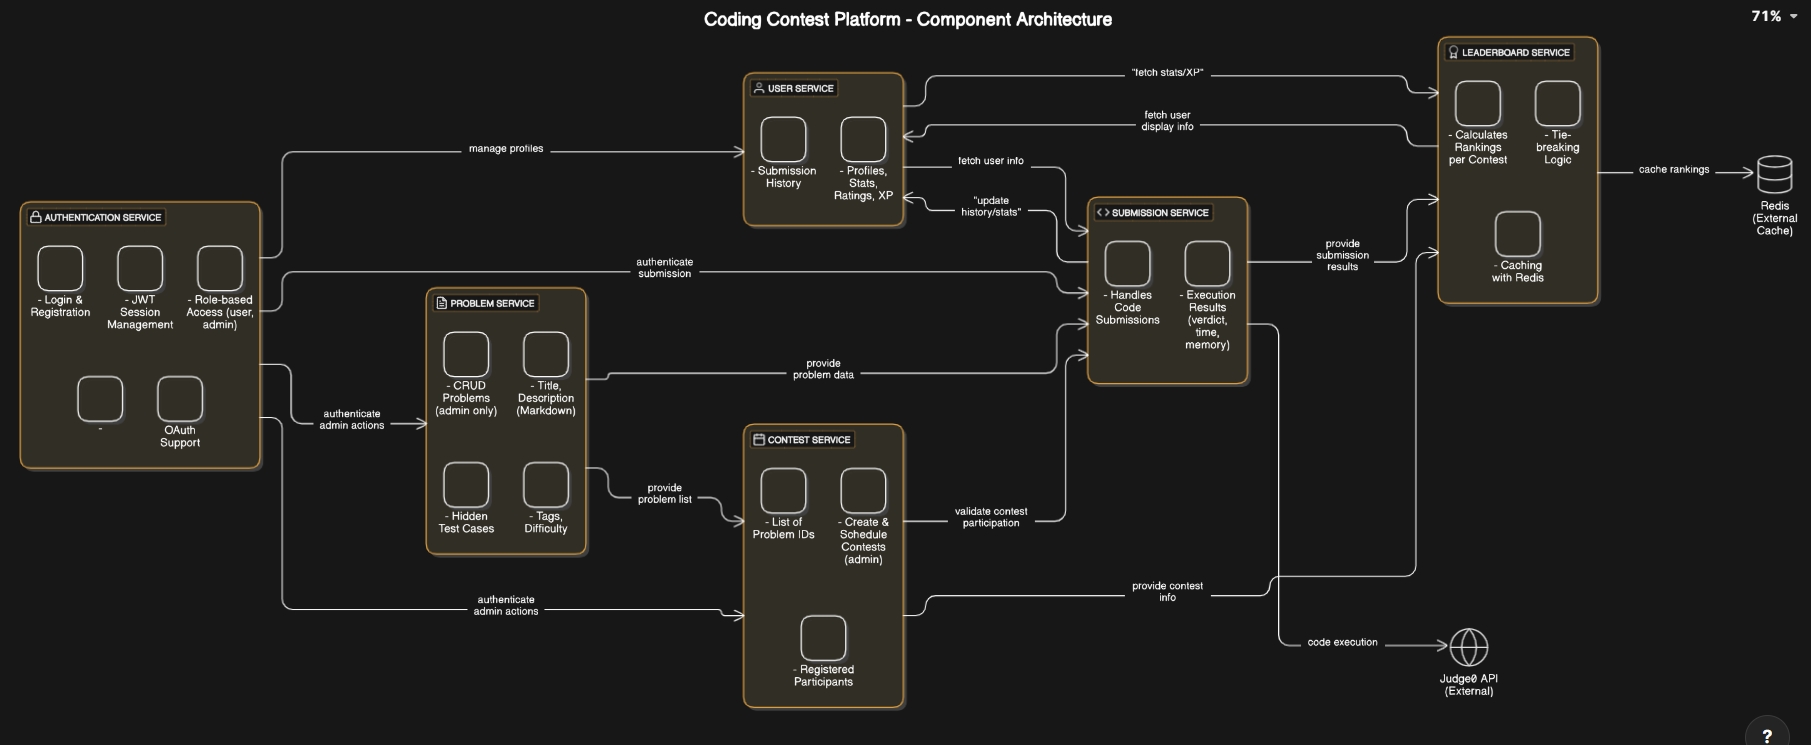 Coding Contest Platform - Component Architecture
71%
AUTHENTICATION SERVICE
- Login &
Registration
- JWT
Session
Management
- Role-based
Access (user,
admin)
-
OAuth
Support
manage profiles
authenticate
submission
authenticate
admin actions
authenticate
admin actions
PROBLEM SERVICE
- CRUD
Problems
(admin only)
- Title,
Description
(Markdown)
- Hidden
Test Cases
- Tags,
Difficulty
provide
problem data
provide
problem list
USER SERVICE
- Submission
History
- Profiles,
Stats,
Ratings, XP
"fetch stats/XP"
fetch user
display info
fetch user info
"update
history/stats"
CONTEST SERVICE
- List of
Problem IDs
- Create &
Schedule
Contests
(admin)
- Registered
Participants
validate contest
participation
provide contest
info
SUBMISSION SERVICE
- Handles
Code
Submissions
- Execution
Results
(verdict,
time,
memory)
provide
submission
results
code execution
LEADERBOARD SERVICE
- Calculates
Rankings
per Contest
- Tie-
breaking
Logic
- Caching
with Redis
cache rankings
Redis
(External
Cache)
Judge0 API
(External)
?